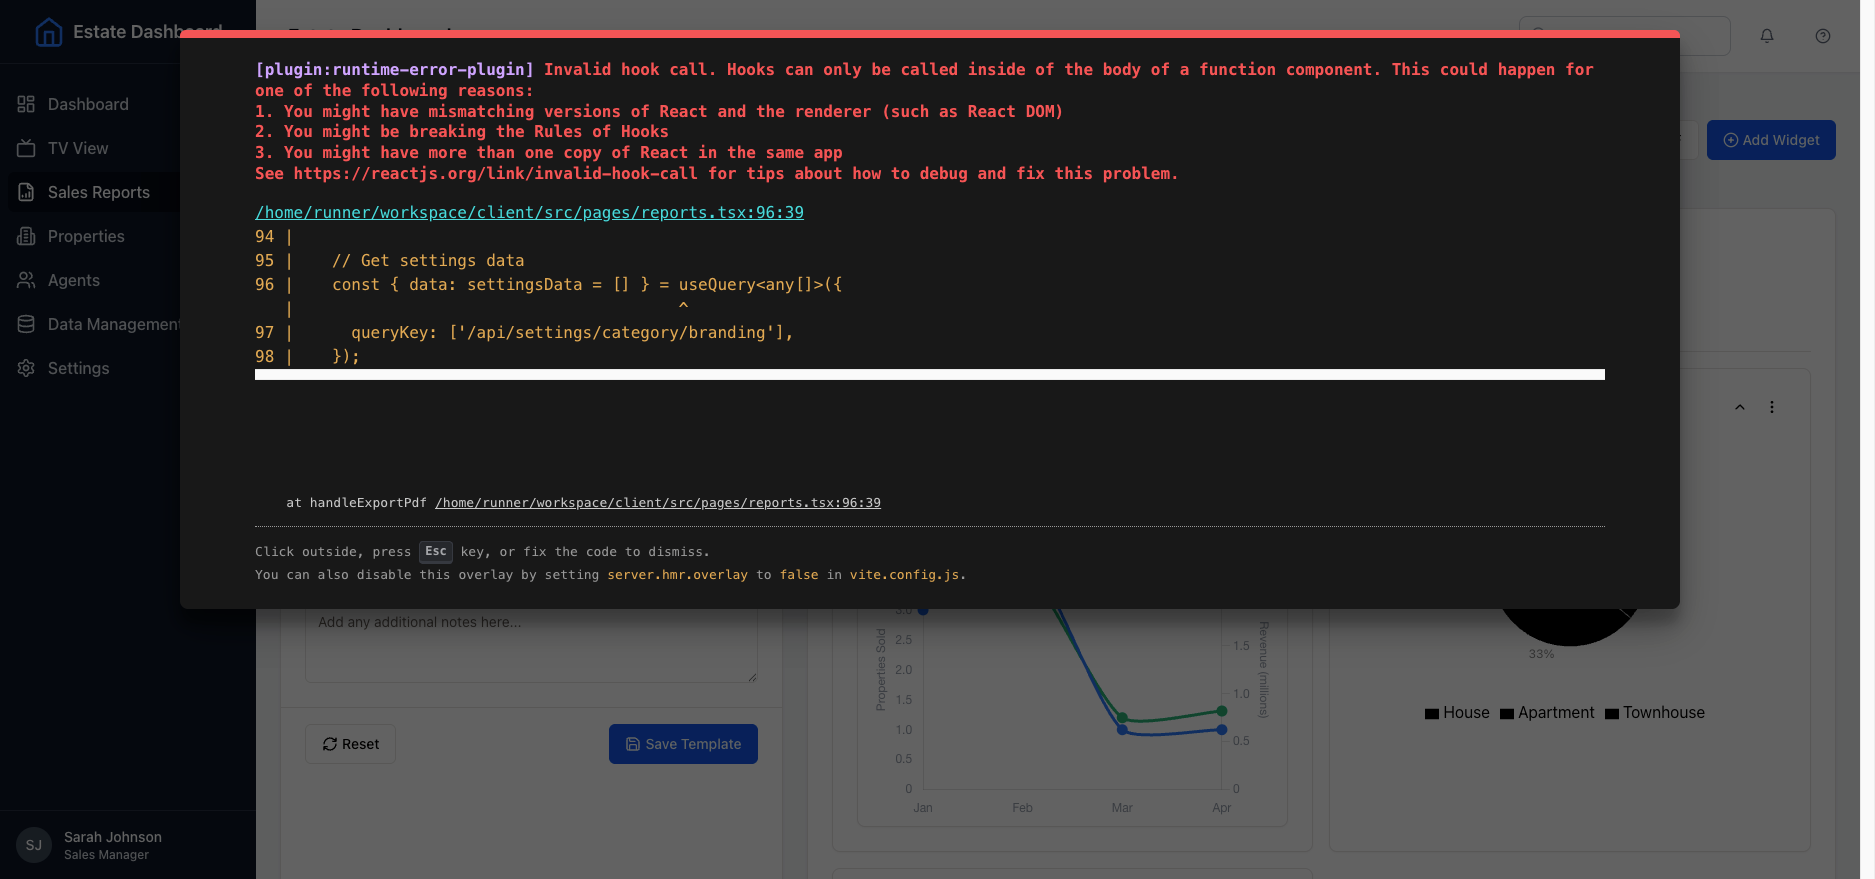 Estate Dashboard
[plugin:runtime-error-plugin] Invalid hook call. Hooks can only be called inside of the body of a function component. This could happen for
one of the following reasons:
1. You might have mismatching versions of React and the renderer (such as React DOM)
2. You might be breaking the Rules of Hooks
3. You might have more than one copy of React in the same app
See https://reactjs.org/link/invalid-hook-call for tips about how to debug and fix this problem.
/home/runner/workspace/client/src/pages/reports.tsx:96:39
94 |
95 |    // Get settings data
96 |    const { data: settingsData = [] } = useQuery<any[]>({
|                                        ^
97 |      queryKey: ['/api/settings/category/branding'],
98 |    });
at handleExportPdf /home/runner/workspace/client/src/pages/reports.tsx:96:39
Click outside, press Esc key, or fix the code to dismiss.
You can also disable this overlay by setting server.hmr.overlay to false in vite.config.js.
Dashboard
TV View
Sales Reports
Properties
Agents
Data Management
Settings
SJ
Sarah Johnson
Sales Manager
Add Widget
Add any additional notes here...
Reset
Save Template
Properties Sold
3.0
2.5
2.0
1.5
1.0
0.5
0
Jan
Feb
Mar
Apr
1.5
1.0
0.5
0
Revenue (millions)
33%
House
Apartment
Townhouse